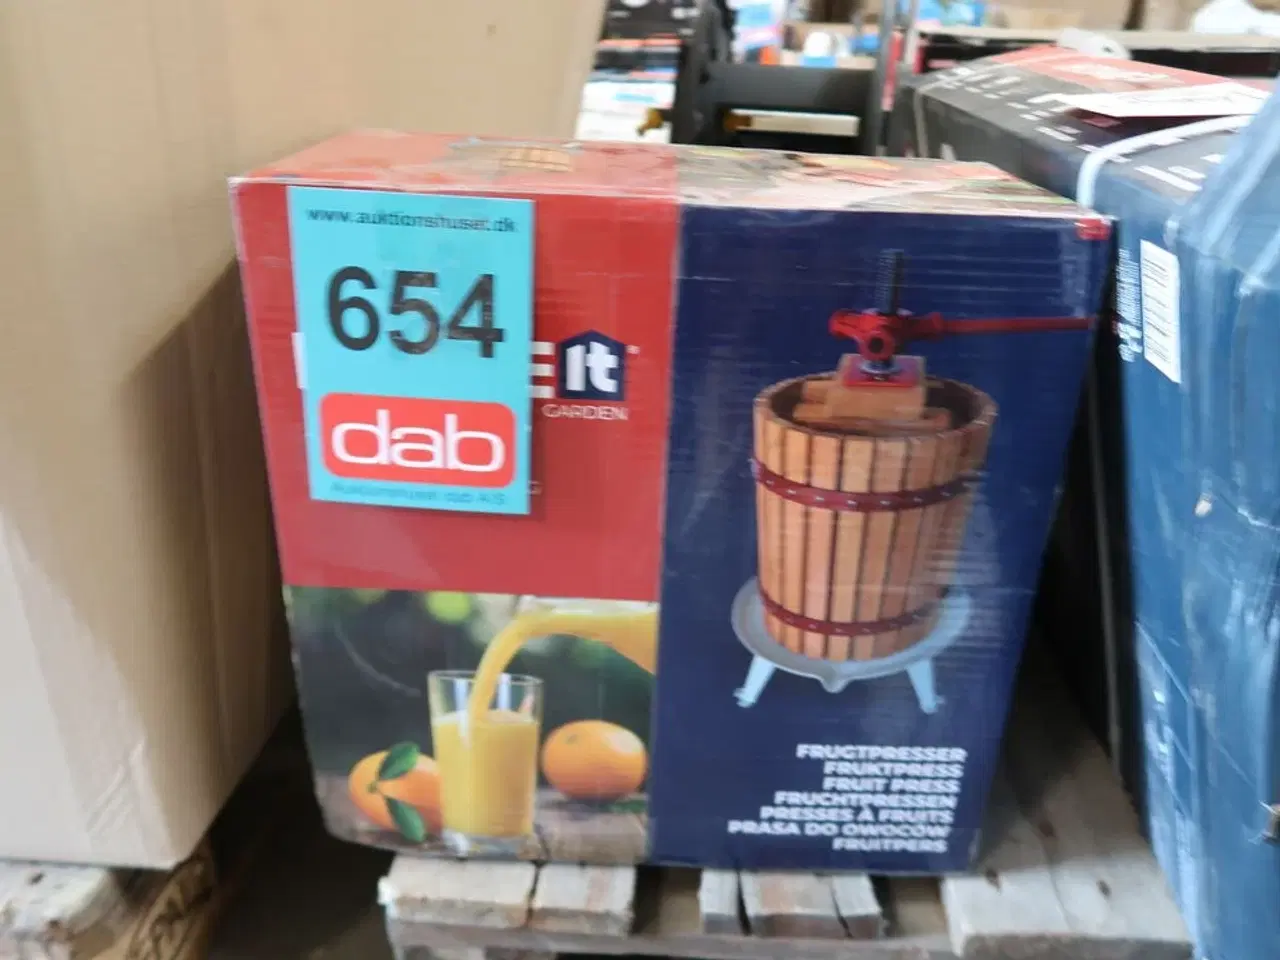 www.auktionshuset.dk
654
It
GARDEN
dab
Auktionshuset dab A/S
FRUGTPRESSER
FRUKTPRESS
FRUIT PRESS
FRUCHTPRESSEN
PRESSES À FRUITS
PRASA DO OWOCÓW
FRUITPERS